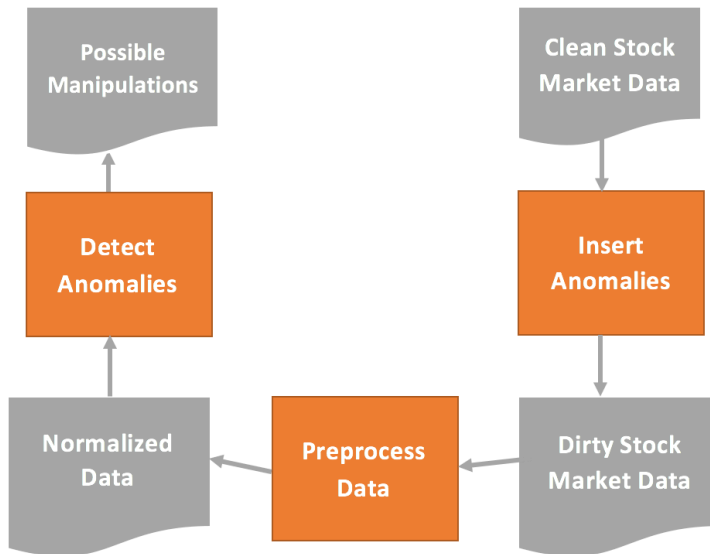 Possible
Manipulations
Clean Stock
Market Data
Detect
Anomalies
Insert
Anomalies
Normalized
Data
Preprocess
Data
Dirty Stock
Market Data